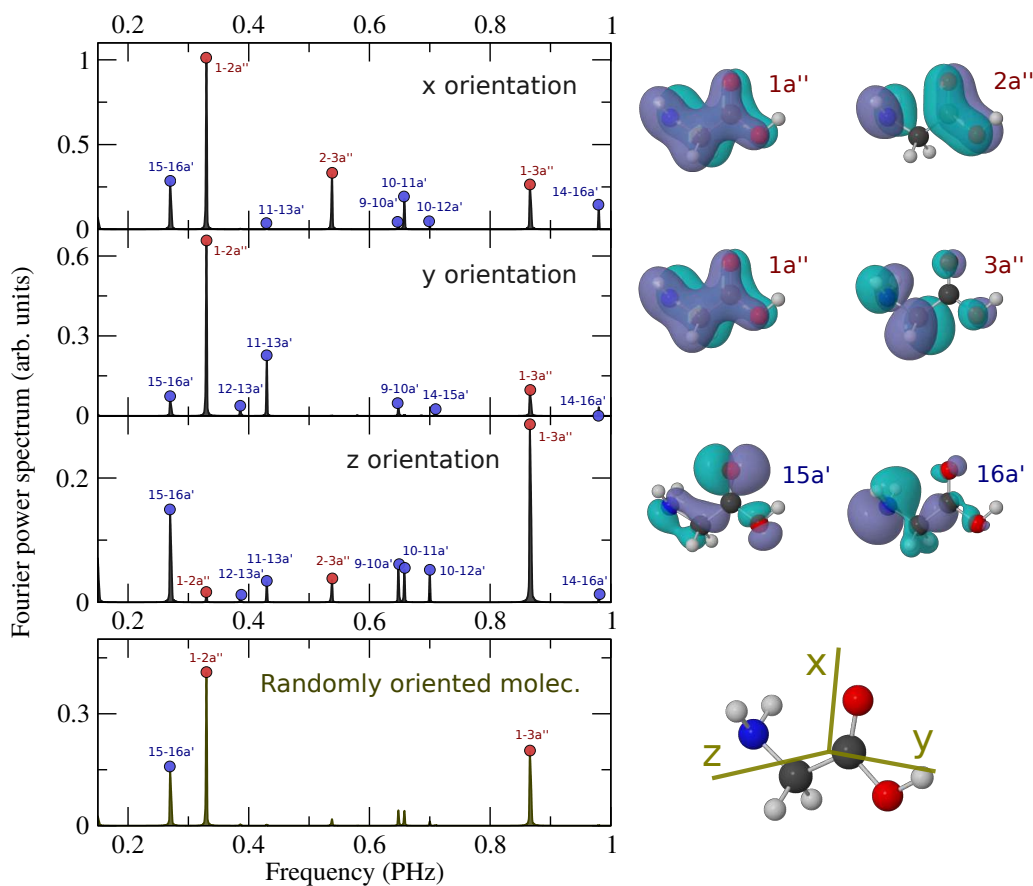 0.2 0.4 0.6 0.8 1
1
0.5
0
x orientation
1-2a''
15-16a'
11-13a'
2-3a''
10-11a'
9-10a'
10-12a'
1-3a''
14-16a'
0.6
0.3
0
y orientation
1-2a''
15-16a'
12-13a'
11-13a'
9-10a'
14-15a'
1-3a''
14-16a'
0.2
0
z orientation
15-16a'
1-2a''
12-13a'
11-13a'
2-3a''
9-10a'
10-11a'
10-12a'
1-3a''
14-16a'
0.3
0
Randomly oriented molec.
15-16a'
1-2a''
1-3a''
0.2 0.4 0.6 0.8 1
Frequency (PHz)
Fourier power spectrum (arb. units)
1a''
2a''
1a''
3a''
15a'
16a'
x
y
z